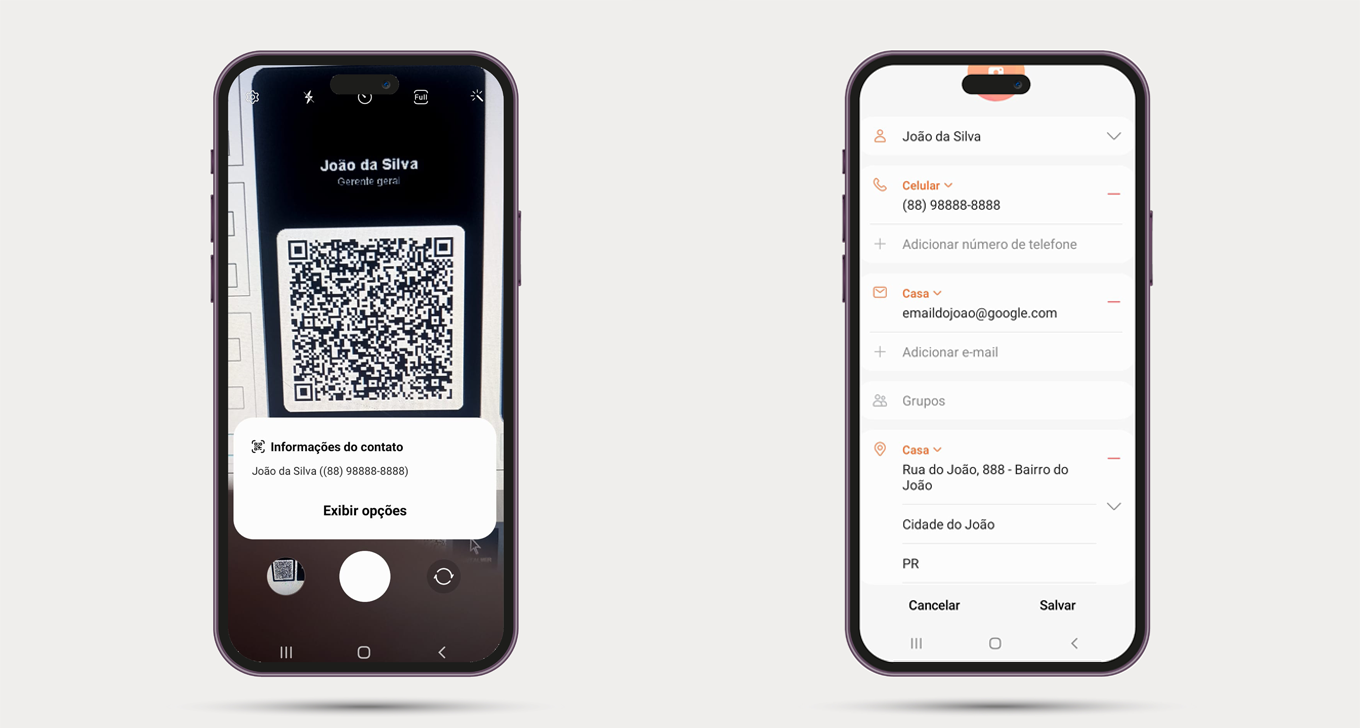 Full
João da Silva
Gerente geral
Informações do contato
João da Silva ((88) 98888-8888)
Exibir opções
João da Silva
Celular
(88) 98888-8888
Adicionar número de telefone
Casa
emaildojoao@google.com
Adicionar e-mail
Grupos
Casa
Rua do João, 888 - Bairro do
João
Cidade do João
PR
Cancelar
Salvar